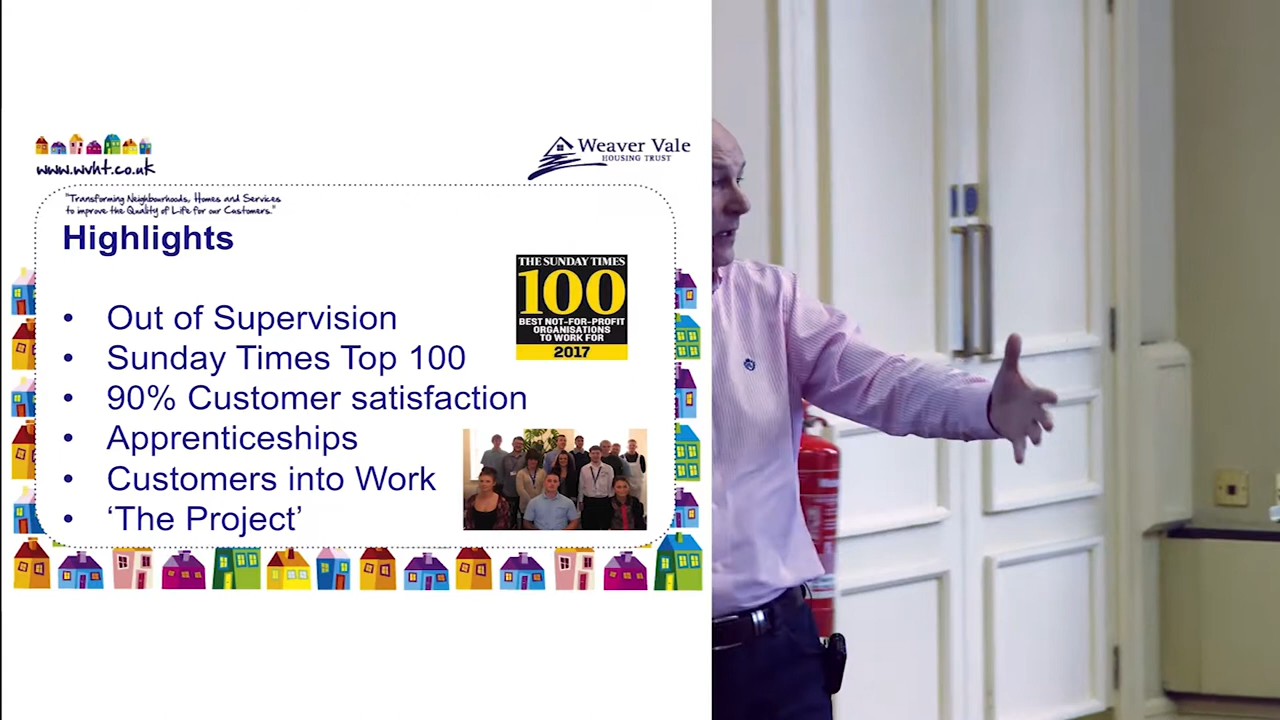 www.wvht.co.uk
Weaver Vale
HOUSING TRUST
"Transforming Neighbourhoods, Homes and Services
to improve the Quality of Life for our Customers."
Highlights
• Out of Supervision
• Sunday Times Top 100
• 90% Customer satisfaction
• Apprenticeships
• Customers into Work
• ‘The Project’
THE SUNDAY TIMES
100
BEST NOT-FOR-PROFIT
ORGANISATIONS
TO WORK FOR
2017